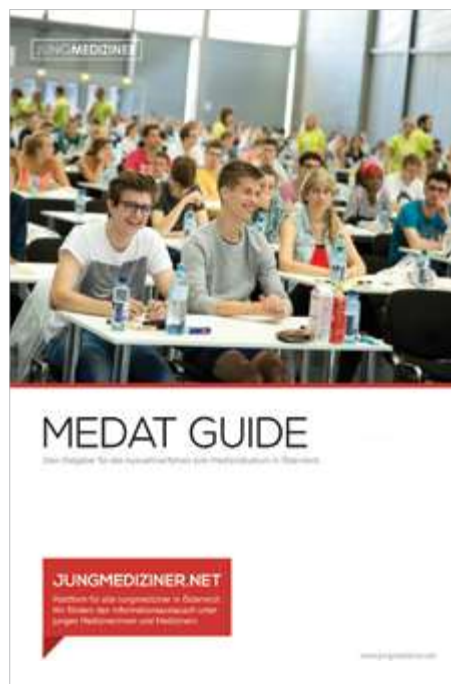 JUNGMEDIZINER
MEDAT GUIDE
Dein Ratgeber für das Auswahlverfahren zum Medizinstudium in Österreich
JUNGMEDIZINER.NET
Plattform für alle Jungmediziner in Österreich.
Wir fördern den Informationsaustausch unter
jungen Medizinerinnen und Medizinern.
www.jungmediziner.net